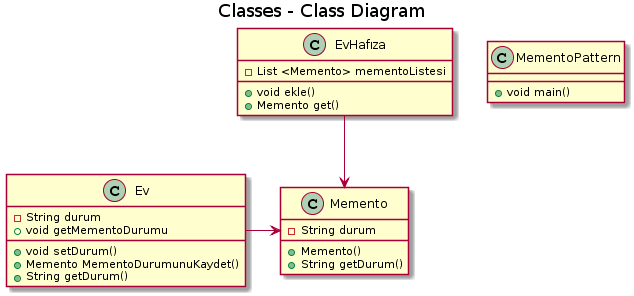 Classes - Class Diagram
C EvHafıza
List <Memento> mementoListesi
void ekle()
Memento get()
C MementoPattern
void main()
C Ev
String durum
void getMementoDurumu
void setDurum()
Memento MementoDurumunuKaydet()
String getDurum()
C Memento
String durum
Memento()
String getDurum()